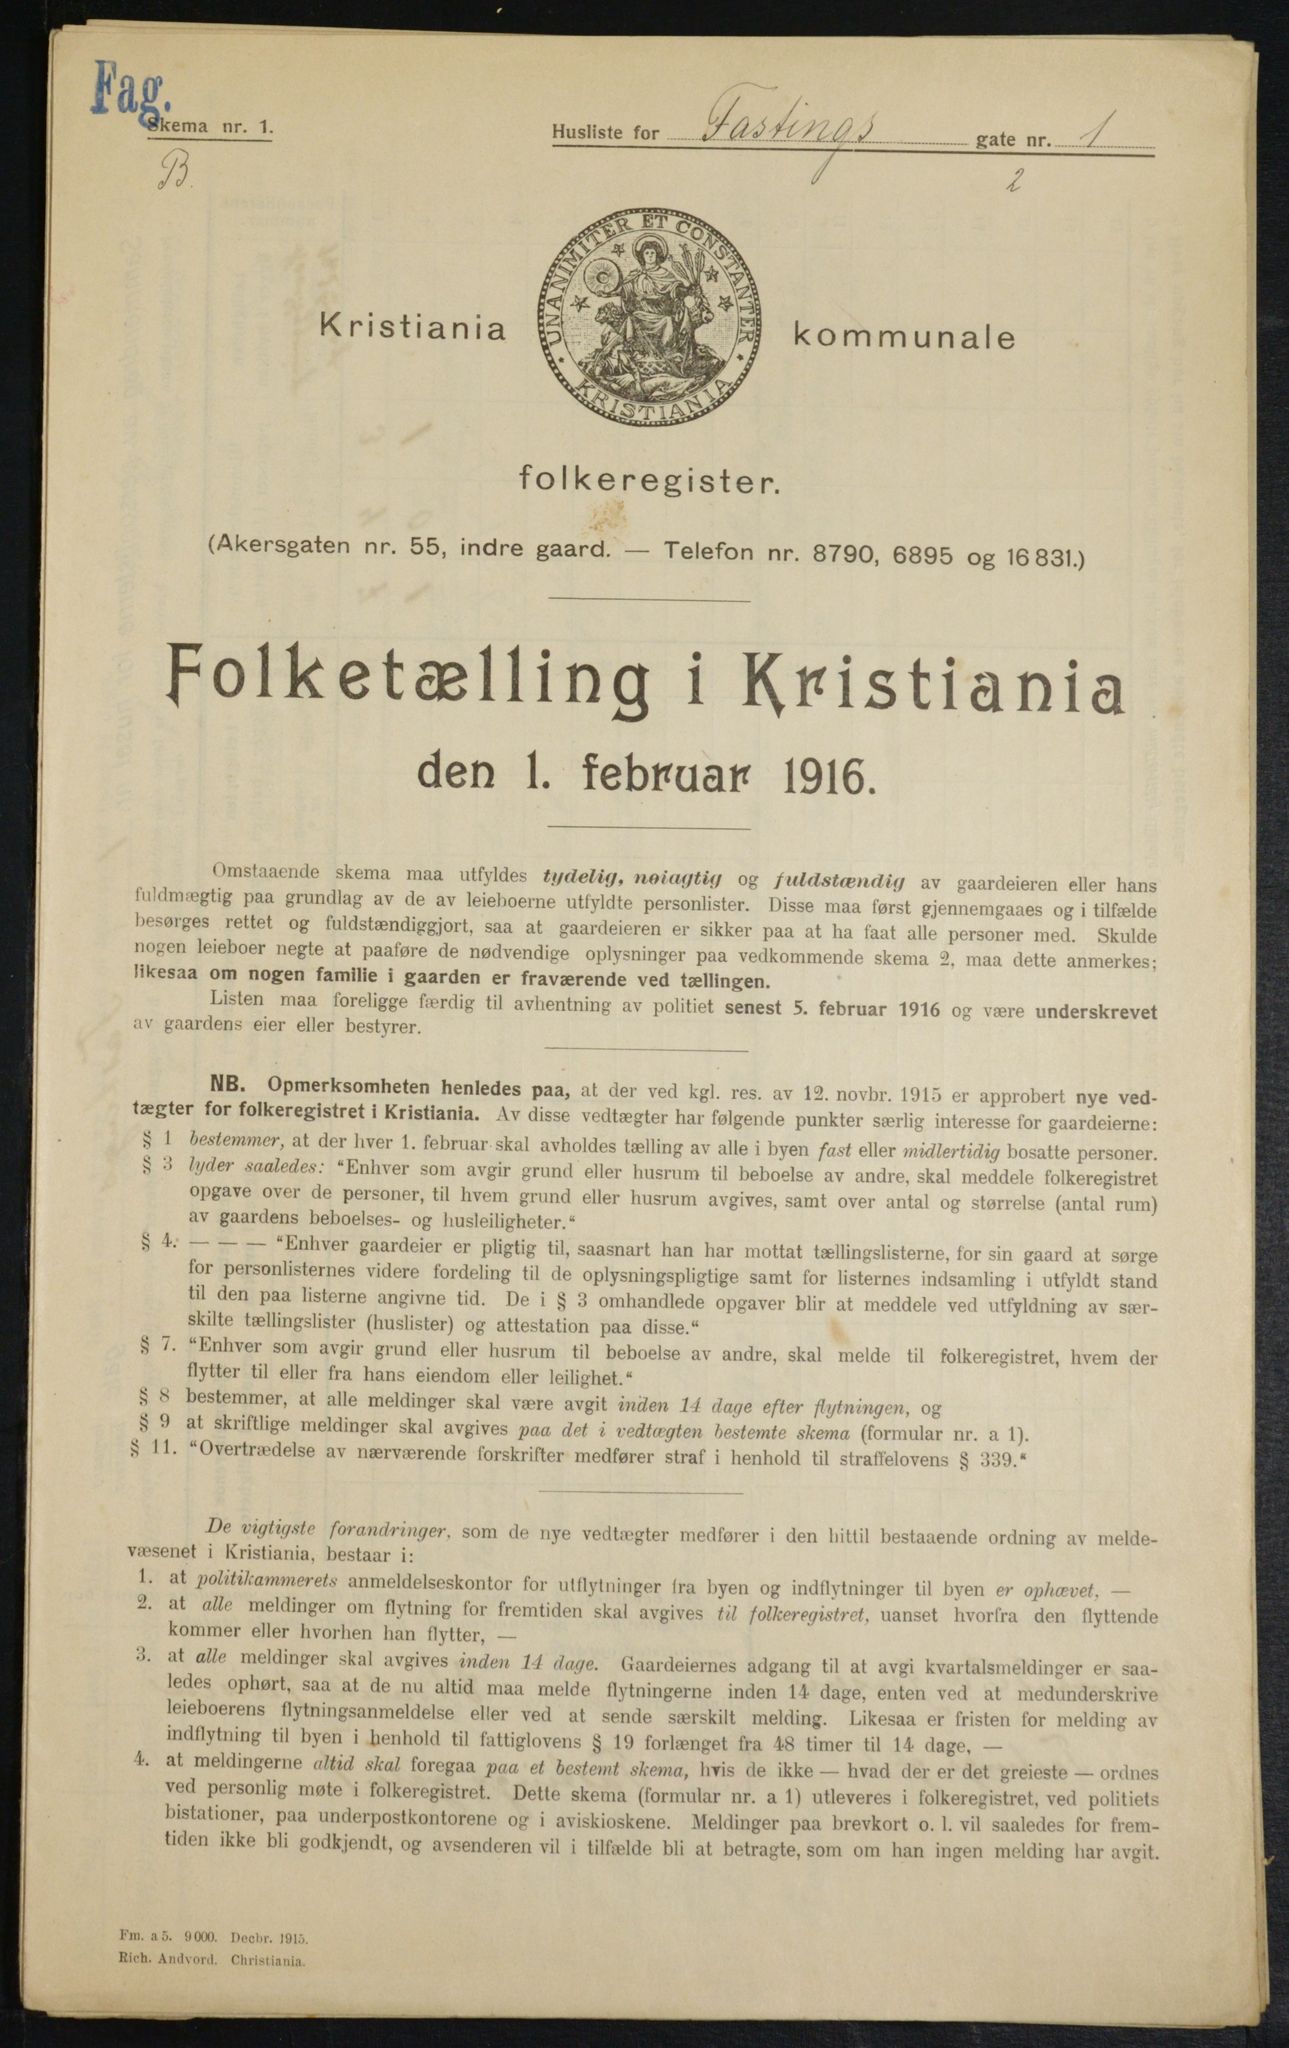 Fag.
Skema nr. 1.
B.
Husliste for Fastings gate nr. 1
2
UNANIMITER ET CONSTANTER
KRISTIANIA
Kristiania kommunale
folkeregister.
(Akersgaten nr. 55, indre gaard. — Telefon nr. 8790, 6895 og 16 831.)
Folketælling i Kristiania
den 1. februar 1916.
Omstaaende skema maa utfyldes tydelig, nøiagtig og fuldstændig av gaardeieren eller hans
fuldmægtig paa grundlag av de av leieboerne utfyldte personlister. Disse maa først gjennemgaaes og i tilfælde
besørges rettet og fuldstændiggjort, saa at gaardeieren er sikker paa at ha faat alle personer med. Skulde
nogen leieboer negte at paaføre de nødvendige oplysninger paa vedkommende skema 2, maa dette anmerkes;
likesaa om nogen familie i gaarden er fraværende ved tællingen.
Listen maa foreligge færdig til avhentning av politiet senest 5. februar 1916 og være underskrevet
av gaardens eier eller bestyrer.
NB. Opmerksomheten henledes paa, at der ved kgl. res. av 12. novbr. 1915 er approbert nye ved-
tægter for folkeregistret i Kristiania. Av disse vedtægter har følgende punkter særlig interesse for gaardeierne:
§ 1 bestemmer, at der hver 1. februar skal avholdes tælling av alle i byen fast eller midlertidig bosatte personer.
§ 3 lyder saaledes: “Enhver som avgir grund eller husrum til beboelse av andre, skal meddele folkeregistret
opgave over de personer, til hvem grund eller husrum avgives, samt over antal og størrelse (antal rum)
av gaardens beboelses- og husleiligheter.“
§ 4. — — — “Enhver gaardeier er pligtig til, saasnart han har mottat tællingslisterne, for sin gaard at sørge
for personlisternes videre fordeling til de oplysningspligtige samt for listernes indsamling i utfyldt stand
til den paa listerne angivne tid. De i § 3 omhandlede opgaver blir at meddele ved utfyldning av sær-
skilte tællingslister (huslister) og attestation paa disse.“
§ 7. “Enhver som avgir grund eller husrum til beboelse av andre, skal melde til folkeregistret, hvem der
flytter til eller fra hans eiendom eller leilighet.“
§ 8 bestemmer, at alle meldinger skal være avgit inden 14 dage efter flytningen, og
§ 9 at skriftlige meldinger skal avgives paa det i vedtægten bestemte skema (formular nr. a 1).
§ 11. “Overtrædelse av nærværende forskrifter medfører straf i henhold til straffelovens § 339.“
De vigtigste forandringer, som de nye vedtægter medfører i den hittil bestaaende ordning av melde-
væsenet i Kristiania, bestaar i:
1. at politikammerets anmeldelseskontor for utflytninger fra byen og indflytninger til byen er ophævet, —
2. at alle meldinger om flytning for fremtiden skal avgives til folkeregistret, uanset hvorfra den flyttende
kommer eller hvorhen han flytter, —
3. at alle meldinger skal avgives inden 14 dage. Gaardeiernes adgang til at avgi kvartalsmeldinger er saa-
ledes ophørt, saa at de nu altid maa melde flytningerne inden 14 dage, enten ved at medunderskrive
leieboerens flytningsanmeldelse eller ved at sende særskilt melding. Likesaa er fristen for melding av
indflytning til byen i henhold til fattiglovens § 19 forlænget fra 48 timer til 14 dage, —
4. at meldingerne altid skal foregaa paa et bestemt skema, hvis de ikke — hvad der er det greieste — ordnes
ved personlig møte i folkeregistret. Dette skema (formular nr. a 1) utleveres i folkeregistret, ved politiets
bistationer, paa underpostkontorene og i aviskioskene. Meldinger paa brevkort o. l. vil saaledes for frem-
tiden ikke bli godkjendt, og avsenderen vil i tilfælde bli at betragte, som om han ingen melding har avgit.
Fm. a 5. 9 000. Decbr. 1915.
Rich. Andvord. Christiania.